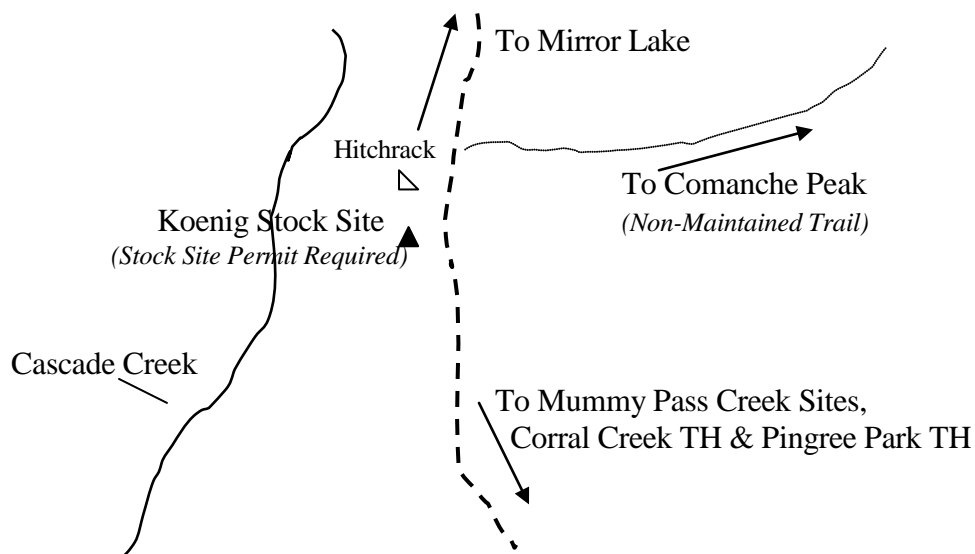 To Mirror Lake
Hitchrack
To Comanche Peak
(Non-Maintained Trail)
Koenig Stock Site
(Stock Site Permit Required)
Cascade Creek
To Mummy Pass Creek Sites,
Corral Creek TH & Pingree Park TH